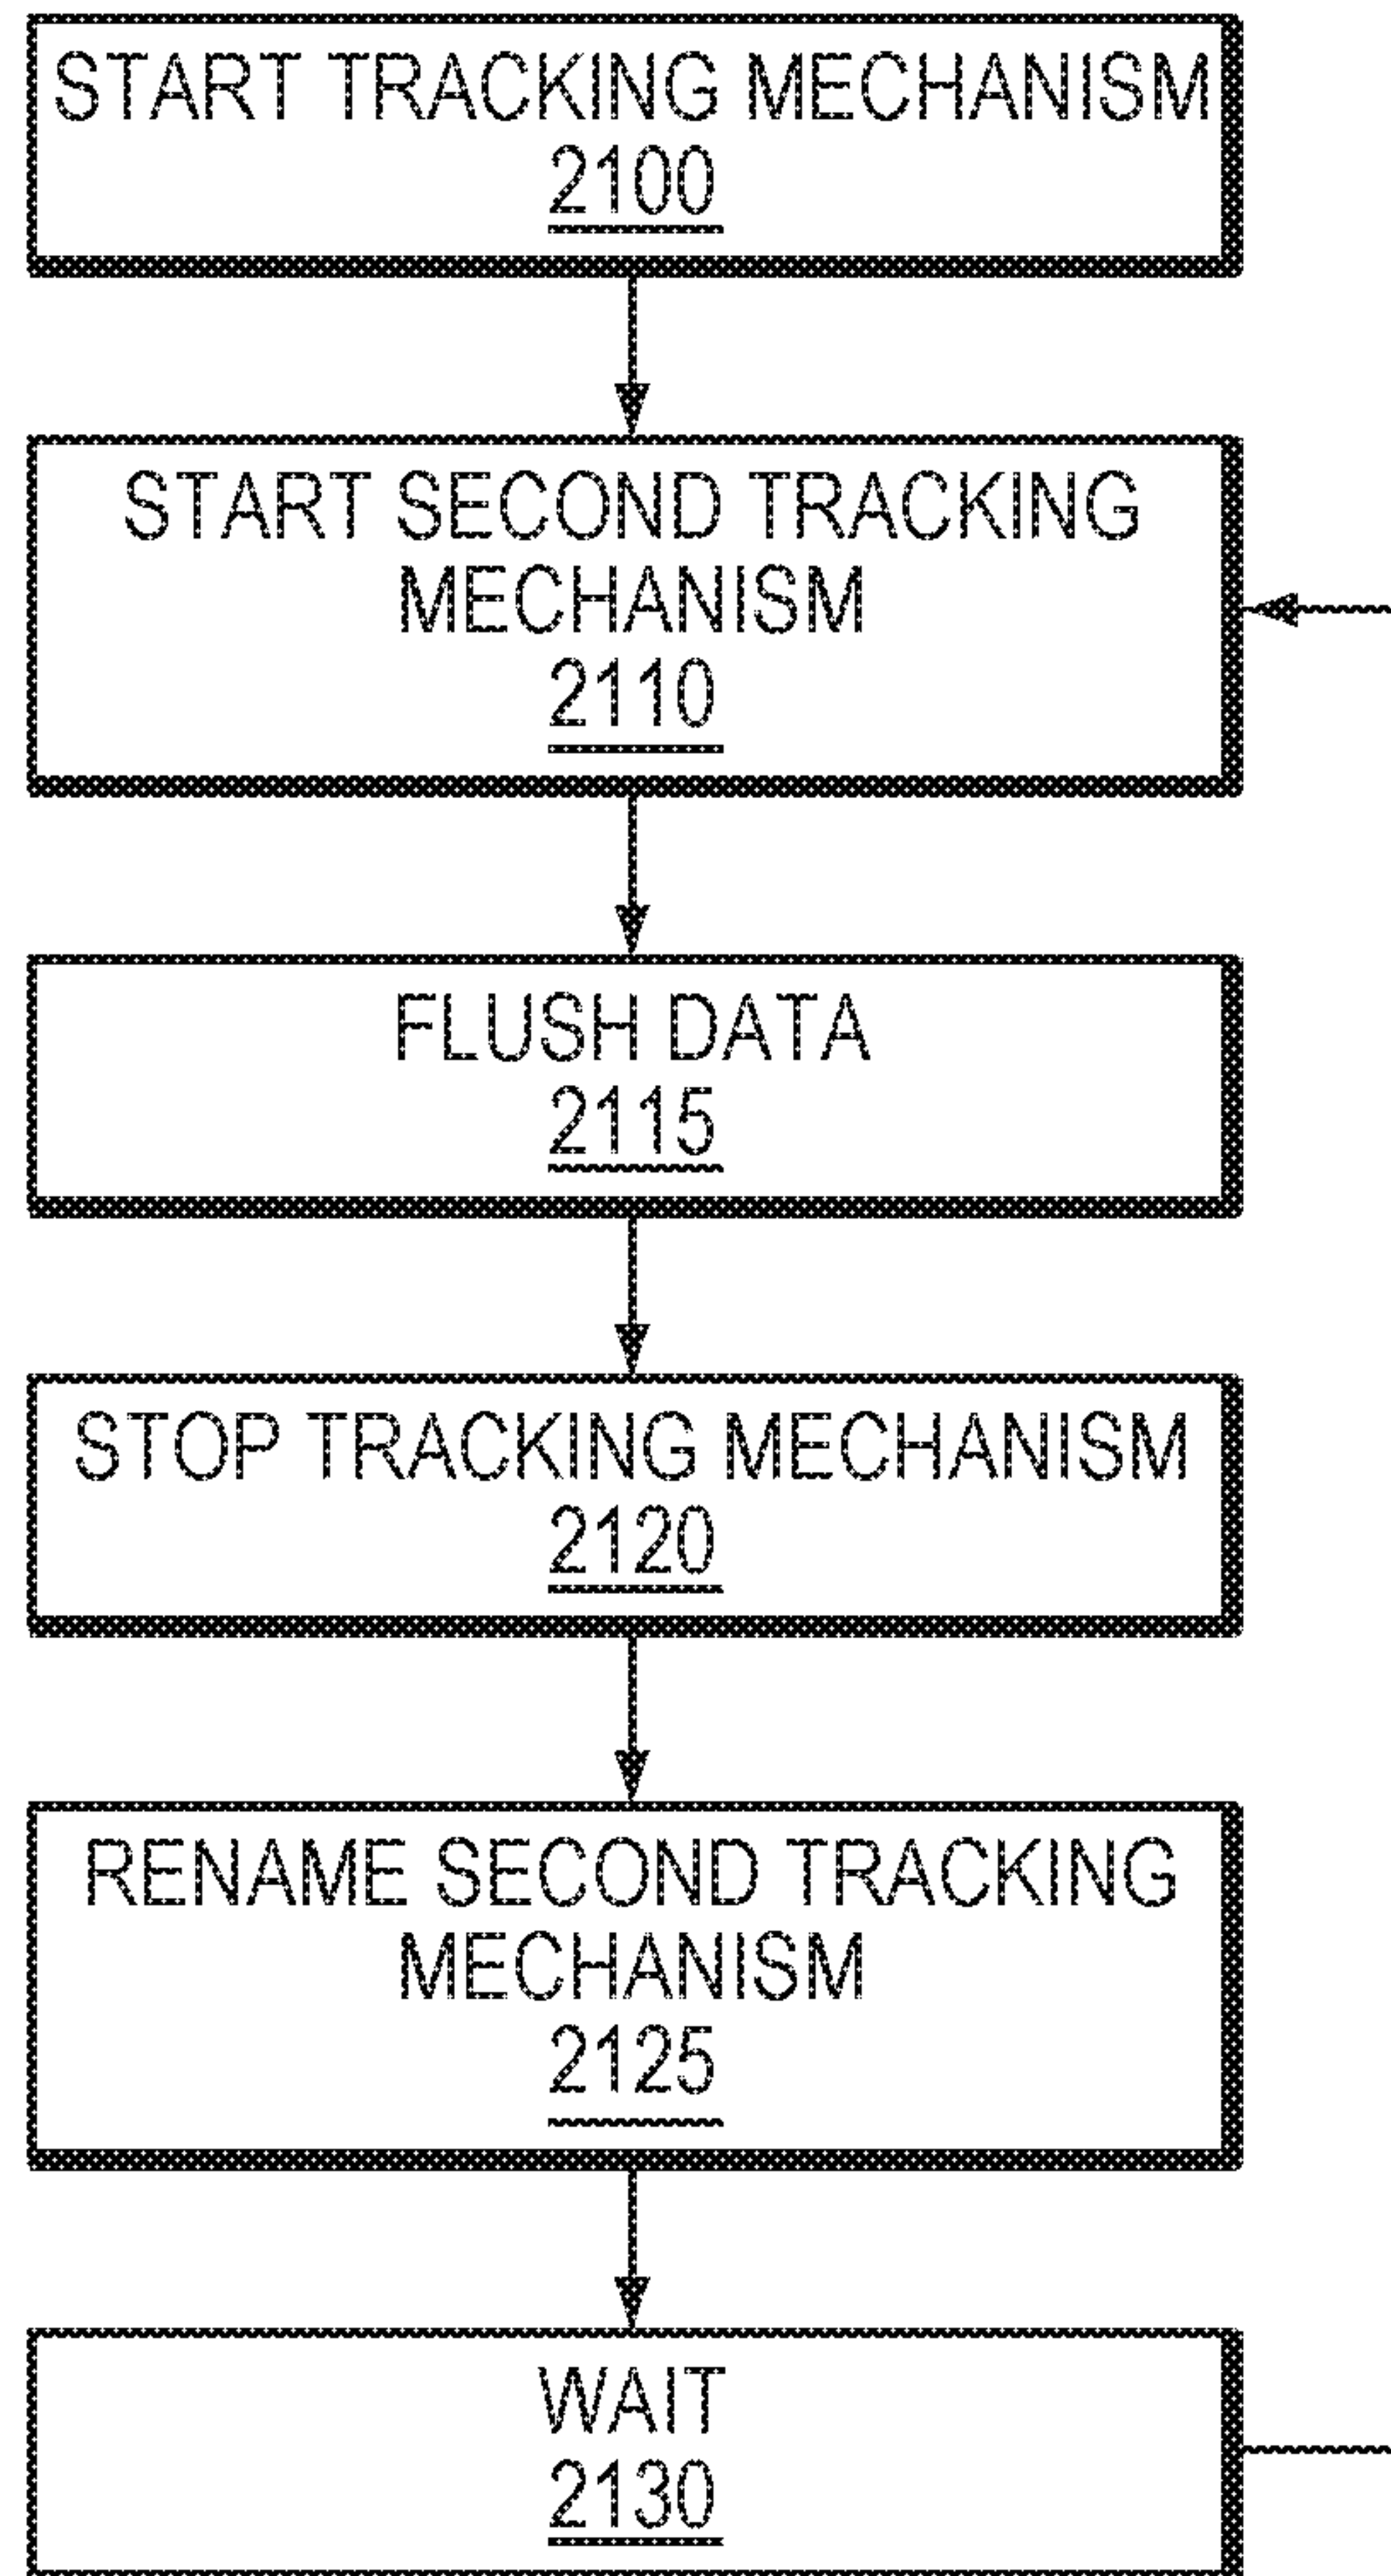 START TRACKING MECHANISM
2100
START SECOND TRACKING
MECHANISM
2110
FLUSH DATA
2115
STOP TRACKING MECHANISM
2120
RENAME SECOND TRACKING
MECHANISM
2125
WAIT
2130